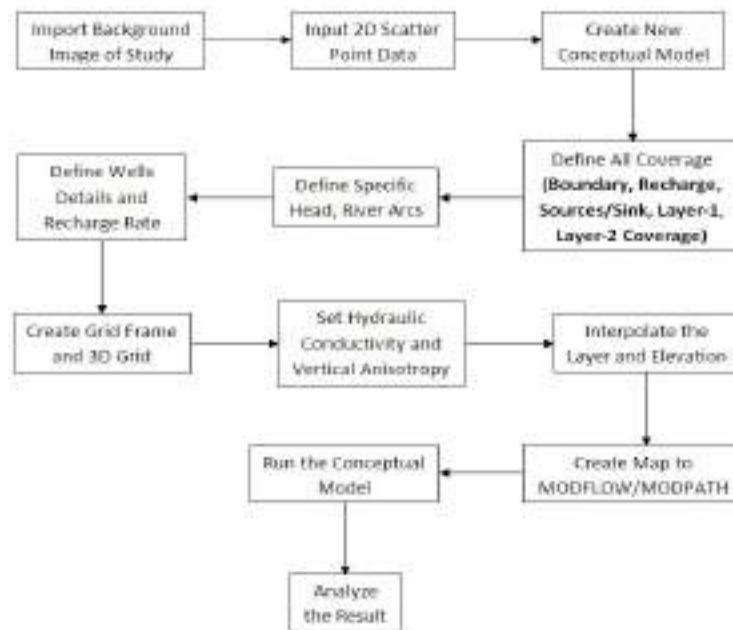 Import Background
Image of Study
Input 2D Scatter
Point Data
Create New
Conceptual Model
Define All Coverage
(Boundary, Recharge,
Sources/Sink, Layer-1,
Layer-2 Coverage)
Define Specific
Head, River Arcs
Define Wells
Details and
Recharge Rate
Create Grid Frame
and 3D Grid
Set Hydraulic
Conductivity and
Vertical Anisotropy
Interpolate the
Layer and Elevation
Create Map to
MODFLOW/MODPATH
Run the Conceptual
Model
Analyze
the Result